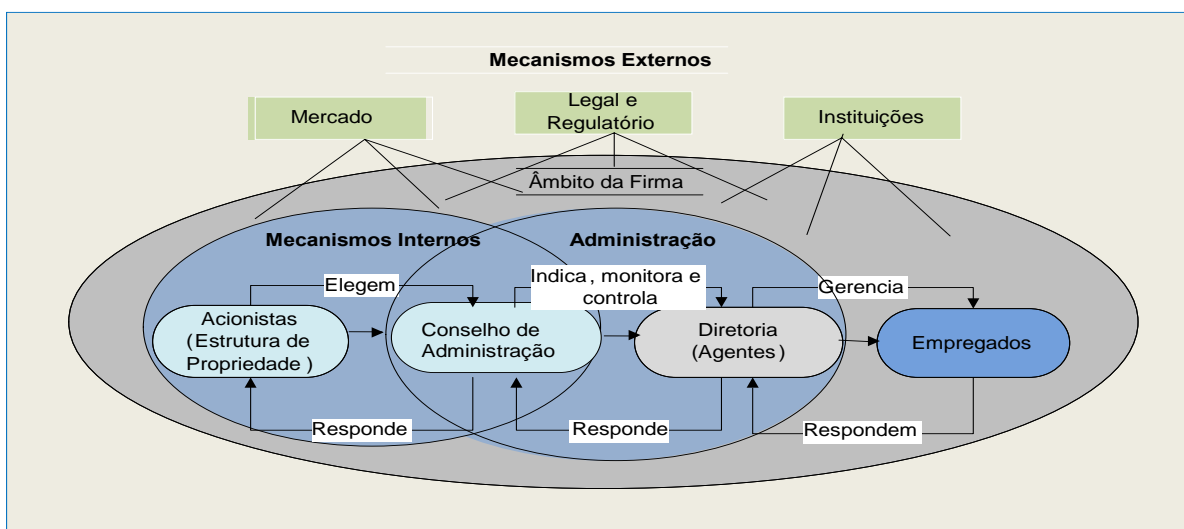 Mecanismos Externos
Mercado
Legal e
Regulatório
Instituições
Âmbito da Firma
Mecanismos Internos
Administração
Elegem
Indica, monitora e
controla
Gerencia
Acionistas
(Estrutura de
Propriedade)
Conselho de
Administração
Diretoria
(Agentes)
Empregados
Responde
Responde
Respondem